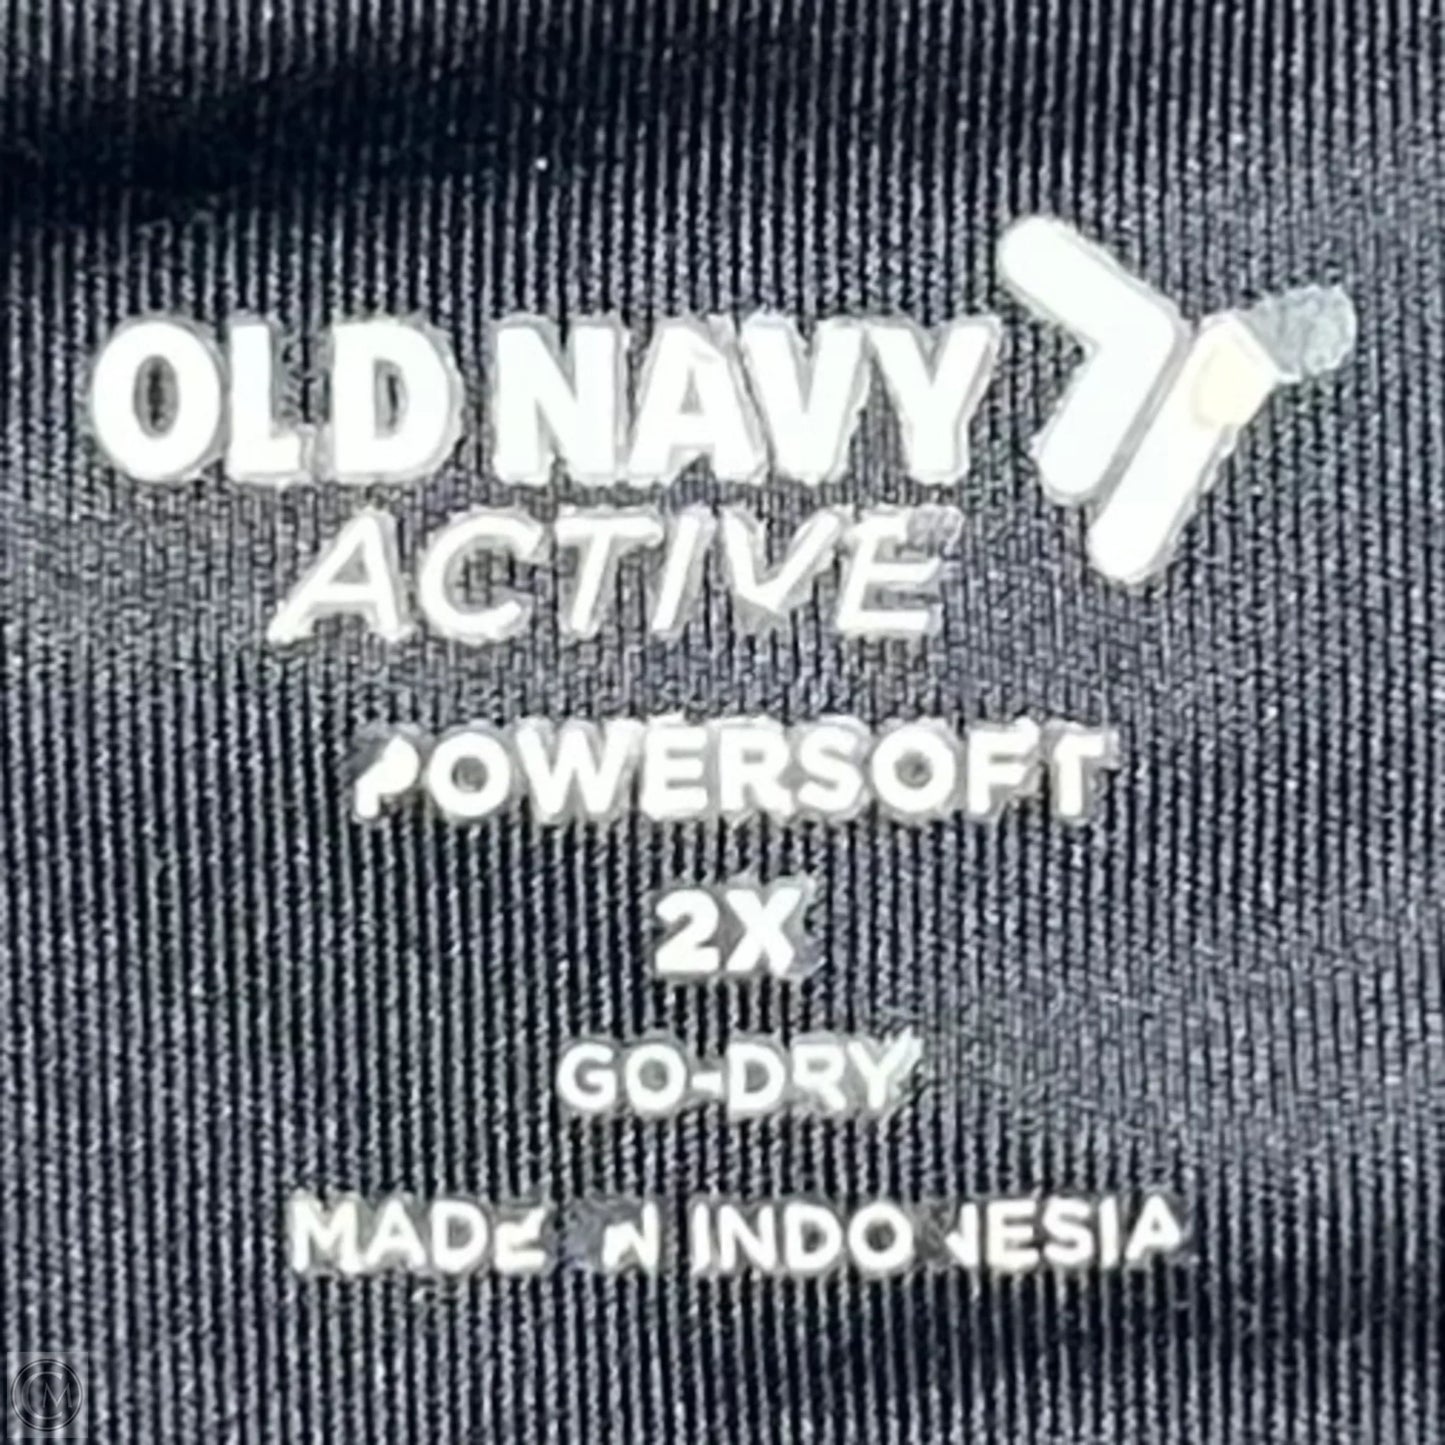 OLD NAVY
ACTIVE
POWERSOFT
2X
GO-DRY
MADE IN INDONESIA